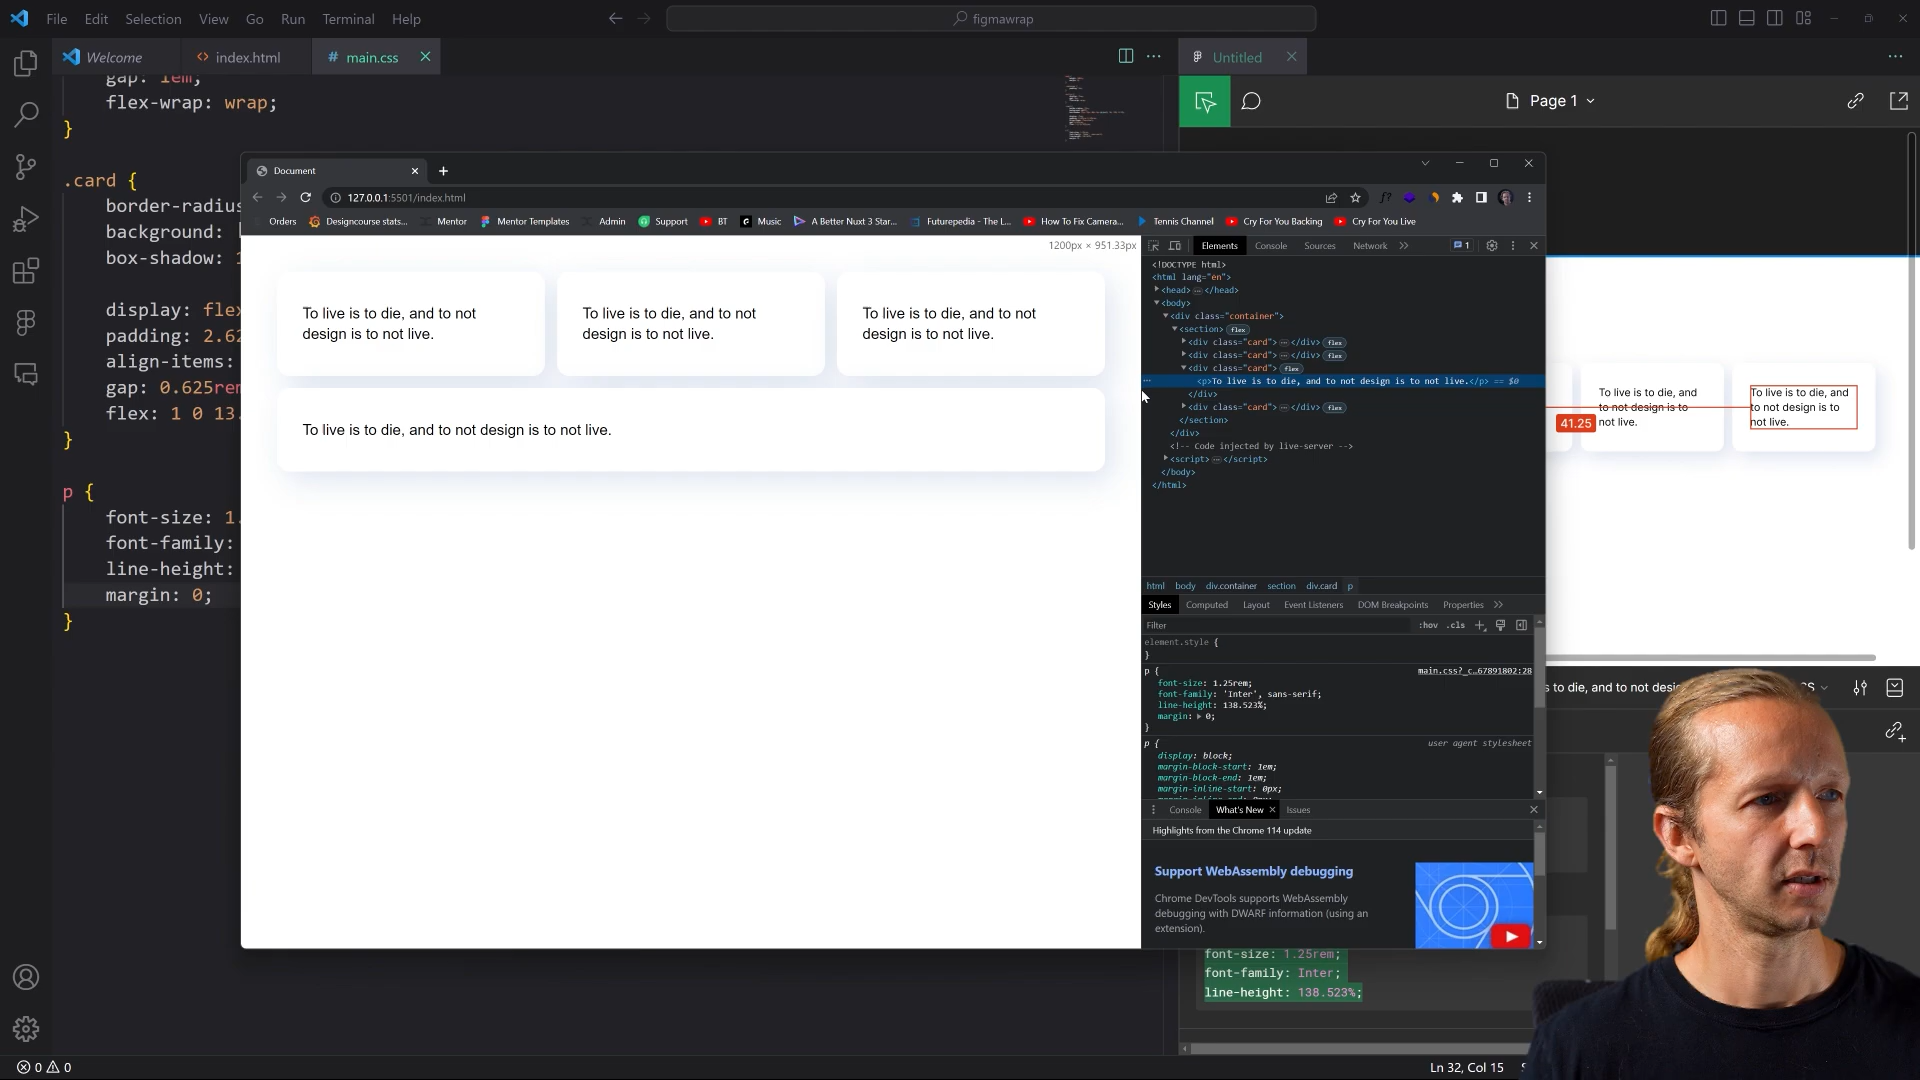 File Edit Selection View Go Run Terminal Help
figmawrap
Welcome
index.html
# main.css
Untitled
gap: 1em;
flex-wrap: wrap;
}
Page 1
.card {
border-radius
background:
box-shadow:
display: flex
padding: 2.62
align-items:
gap: 0.625rem
flex: 1 0 13.
}
p {
font-size: 1.
font-family:
line-height:
margin: 0;
}
Document
127.0.0.1:5501/index.html
Orders Designcourse stats... Mentor Mentor Templates Admin Support BT Music A Better Nuxt 3 Star... Futurepedia - The L... How To Fix Camera... Tennis Channel Cry For You Backing Cry For You Live
1200px × 951.33px
To live is to die, and to not
design is to not live.
To live is to die, and to not
design is to not live.
To live is to die, and to not
design is to not live.
To live is to die, and to not design is to not live.
Elements Console Sources Network » 1
<!DOCTYPE html>
<html lang="en">
<head> … </head>
<body>
<div class="container">
<section> flex
<div class="card"> … </div> flex
<div class="card"> … </div> flex
<div class="card"> flex
<p>To live is to die, and to not design is to not live.</p> == $0
</div>
<div class="card"> … </div> flex
</section>
</div>
<!-- Code injected by live-server -->
<script> … </script>
</body>
</html>
html body div.container section div.card p
Styles Computed Layout Event Listeners DOM Breakpoints Properties »
Filter :hov .cls
element.style {
}
p { main.css?_c…67891802:28
font-size: 1.25rem;
font-family: 'Inter', sans-serif;
line-height: 138.523%;
margin: 0;
}
p { user agent stylesheet
display: block;
margin-block-start: 1em;
margin-block-end: 1em;
margin-inline-start: 0px;
Console What's New Issues
Highlights from the Chrome 114 update
Support WebAssembly debugging
Chrome DevTools supports WebAssembly
debugging with DWARF information (using an
extension).
To live is to die, and
to not design is to
not live.
To live is to die, and
to not design is to
not live.
41.25
s to die, and to not desi
font-size: 1.25rem;
font-family: Inter;
line-height: 138.523%;
0 0
Ln 32, Col 15